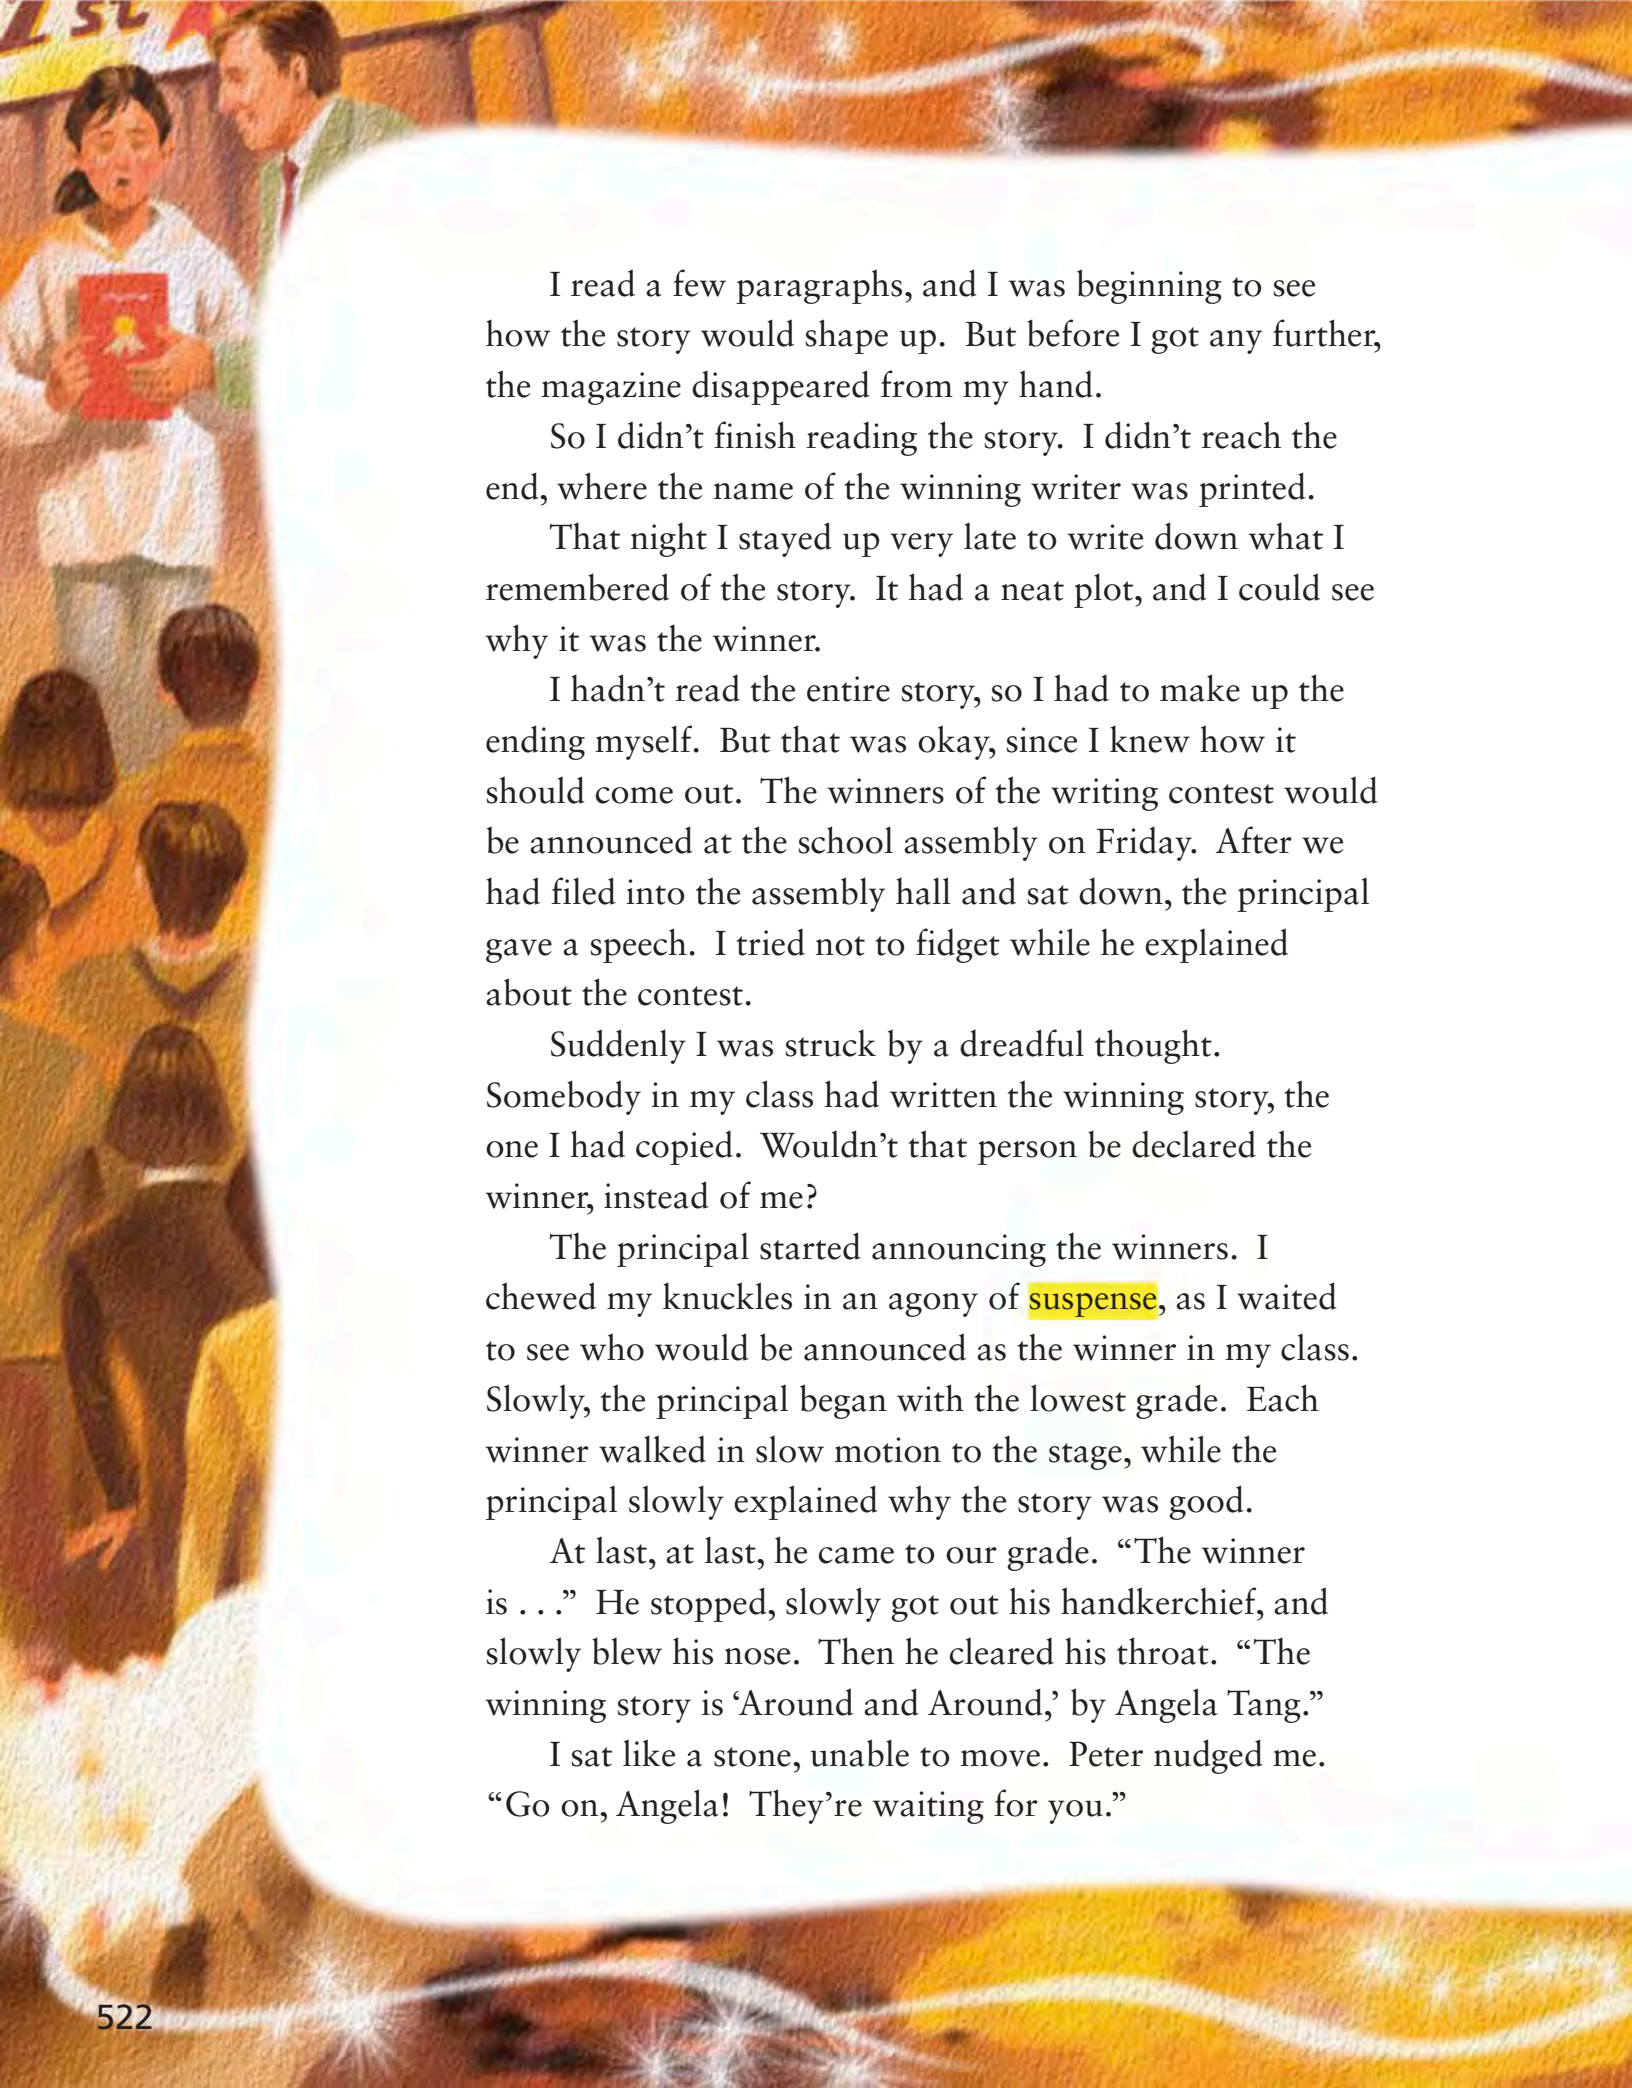 1ST
I read a few paragraphs, and I was beginning to see
how the story would shape up. But before I got any further,
the magazine disappeared from my hand.
So I didn’t finish reading the story. I didn’t reach the
end, where the name of the winning writer was printed.
That night I stayed up very late to write down what I
remembered of the story. It had a neat plot, and I could see
why it was the winner.
I hadn’t read the entire story, so I had to make up the
ending myself. But that was okay, since I knew how it
should come out. The winners of the writing contest would
be announced at the school assembly on Friday. After we
had filed into the assembly hall and sat down, the principal
gave a speech. I tried not to fidget while he explained
about the contest.
Suddenly I was struck by a dreadful thought.
Somebody in my class had written the winning story, the
one I had copied. Wouldn’t that person be declared the
winner, instead of me?
The principal started announcing the winners. I
chewed my knuckles in an agony of suspense, as I waited
to see who would be announced as the winner in my class.
Slowly, the principal began with the lowest grade. Each
winner walked in slow motion to the stage, while the
principal slowly explained why the story was good.
At last, at last, he came to our grade. “The winner
is . . .” He stopped, slowly got out his handkerchief, and
slowly blew his nose. Then he cleared his throat. “The
winning story is ‘Around and Around,’ by Angela Tang.”
I sat like a stone, unable to move. Peter nudged me.
“Go on, Angela! They’re waiting for you.”
522